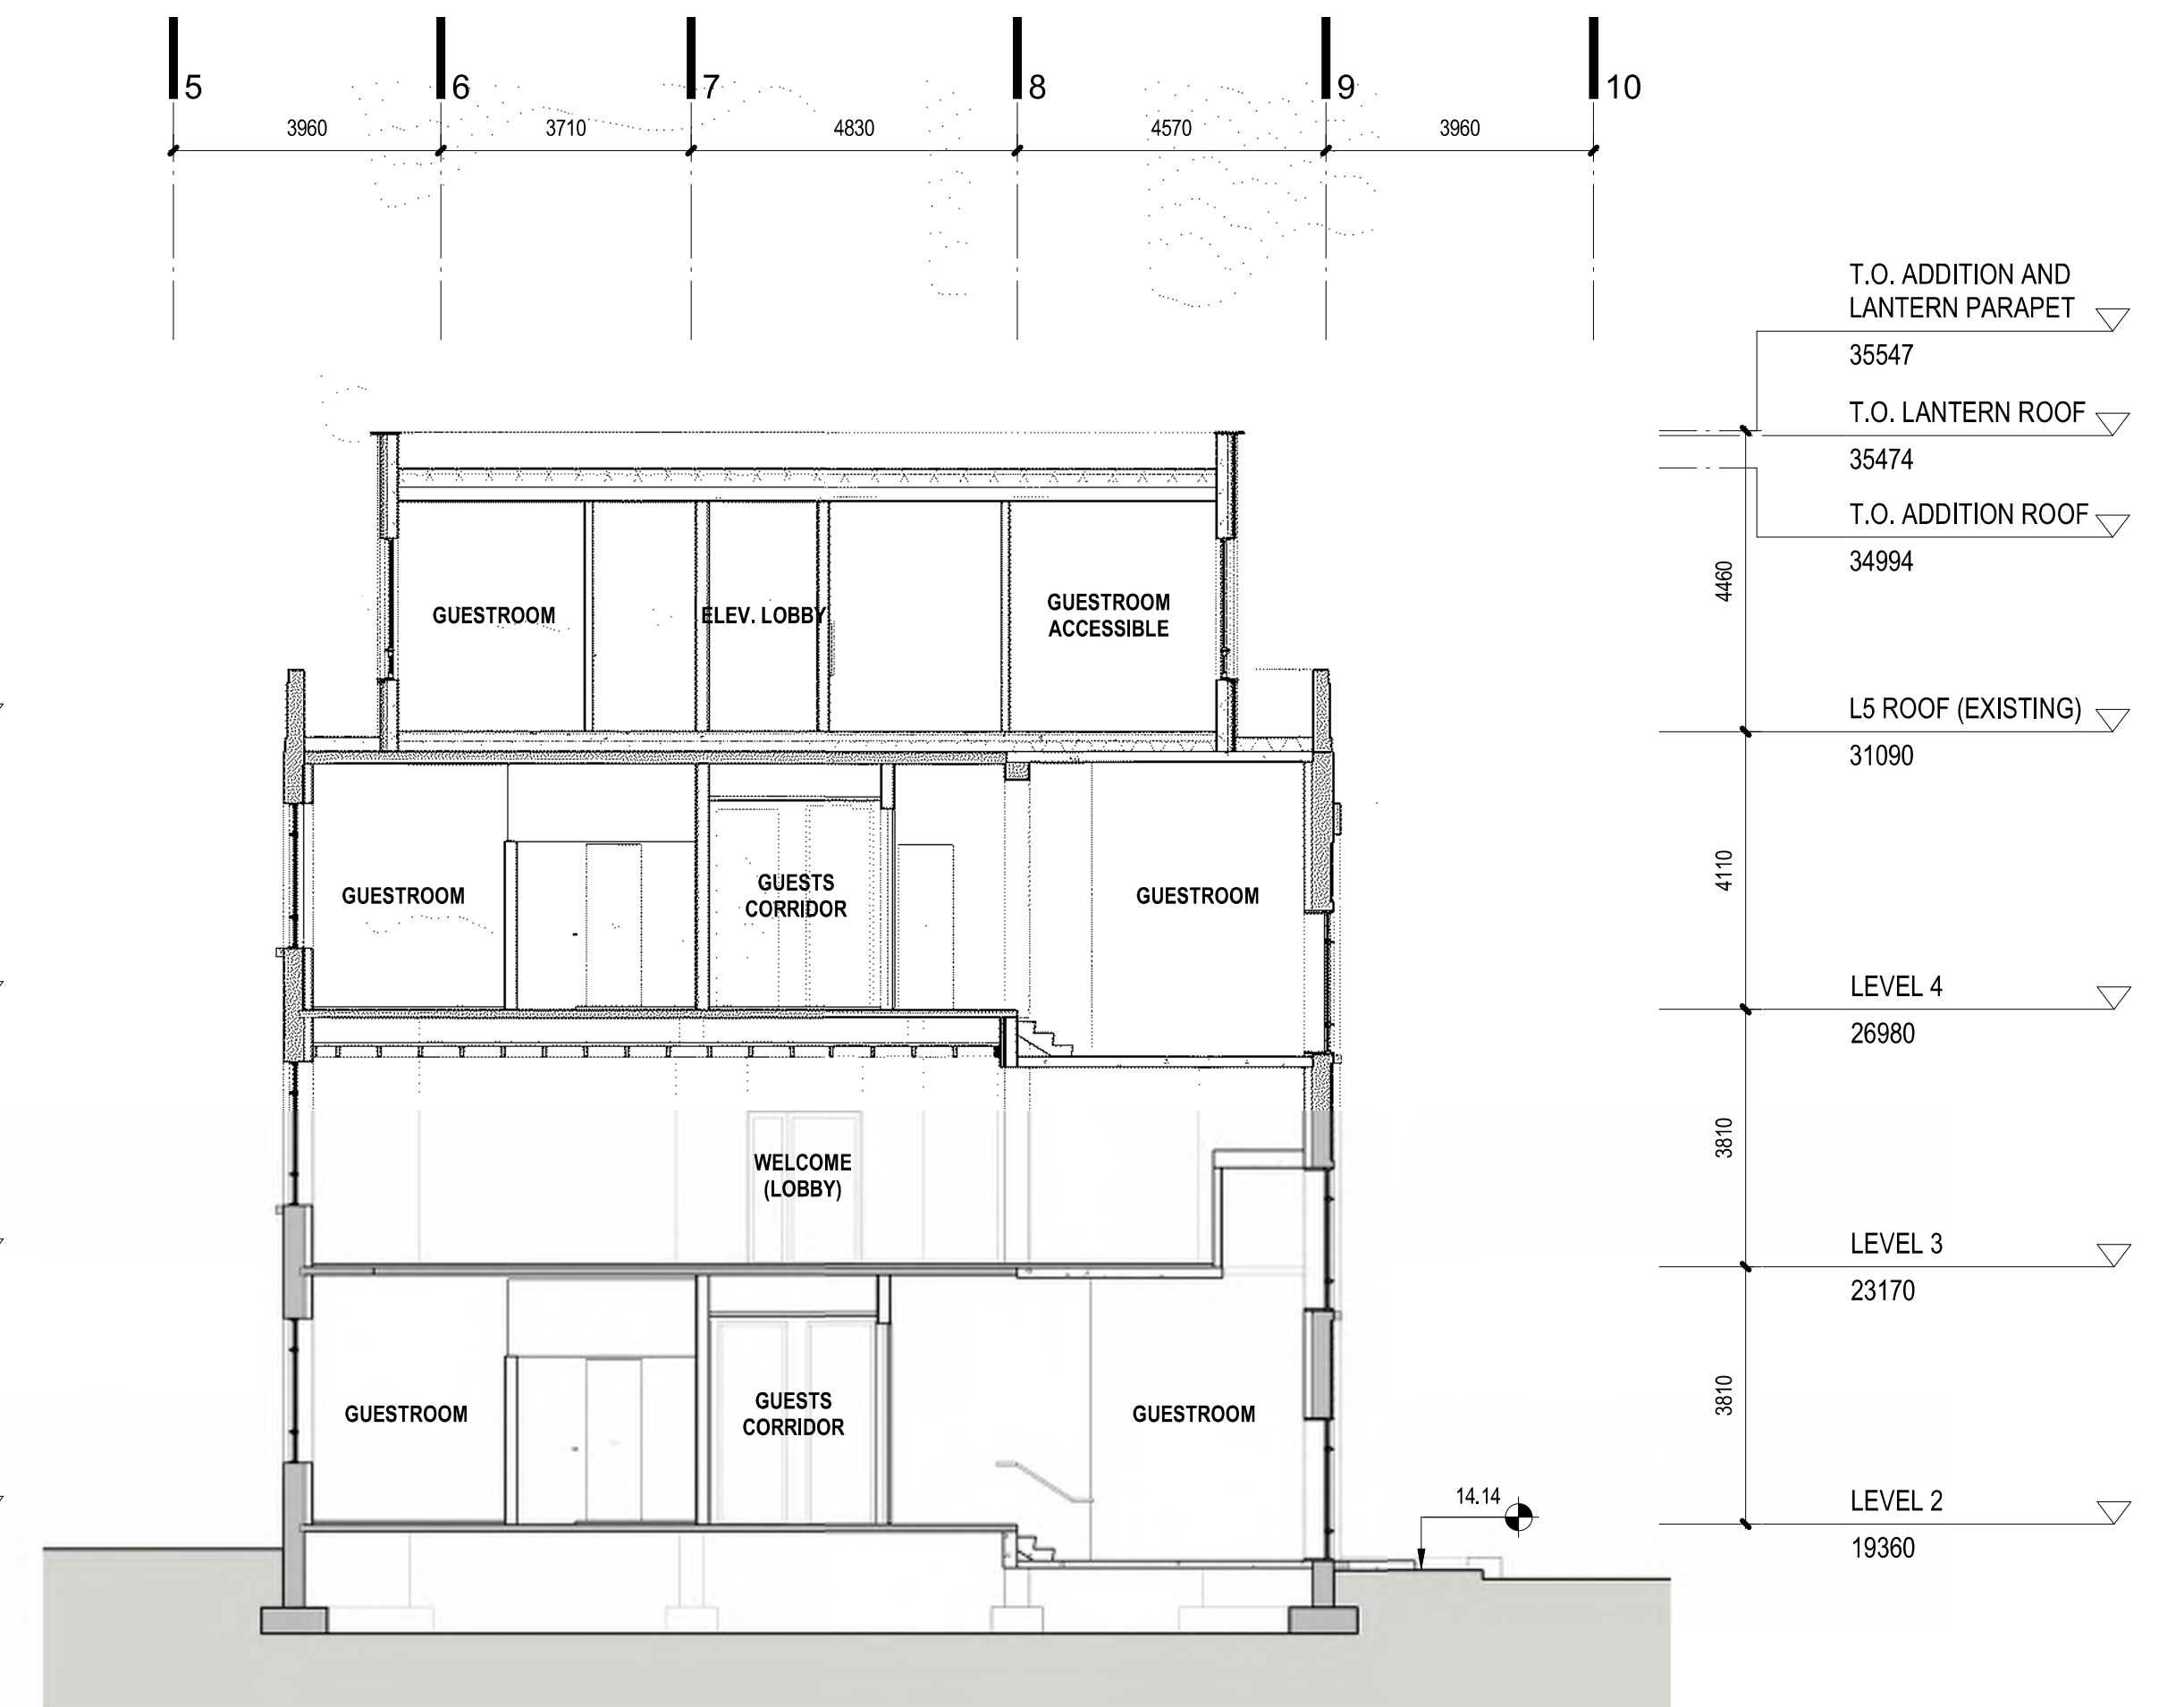 5 6 7 8 9 10
3960 3710 4830 4570 3960
T.O. ADDITION AND
LANTERN PARAPET
35547
T.O. LANTERN ROOF
35474
T.O. ADDITION ROOF
34994
4460
GUESTROOM
ELEV. LOBBY
GUESTROOM
ACCESSIBLE
L5 ROOF (EXISTING)
31090
4110
GUESTROOM
GUESTS
CORRIDOR
GUESTROOM
LEVEL 4
26980
3810
WELCOME
(LOBBY)
LEVEL 3
23170
3810
GUESTROOM
GUESTS
CORRIDOR
GUESTROOM
14.14
LEVEL 2
19360